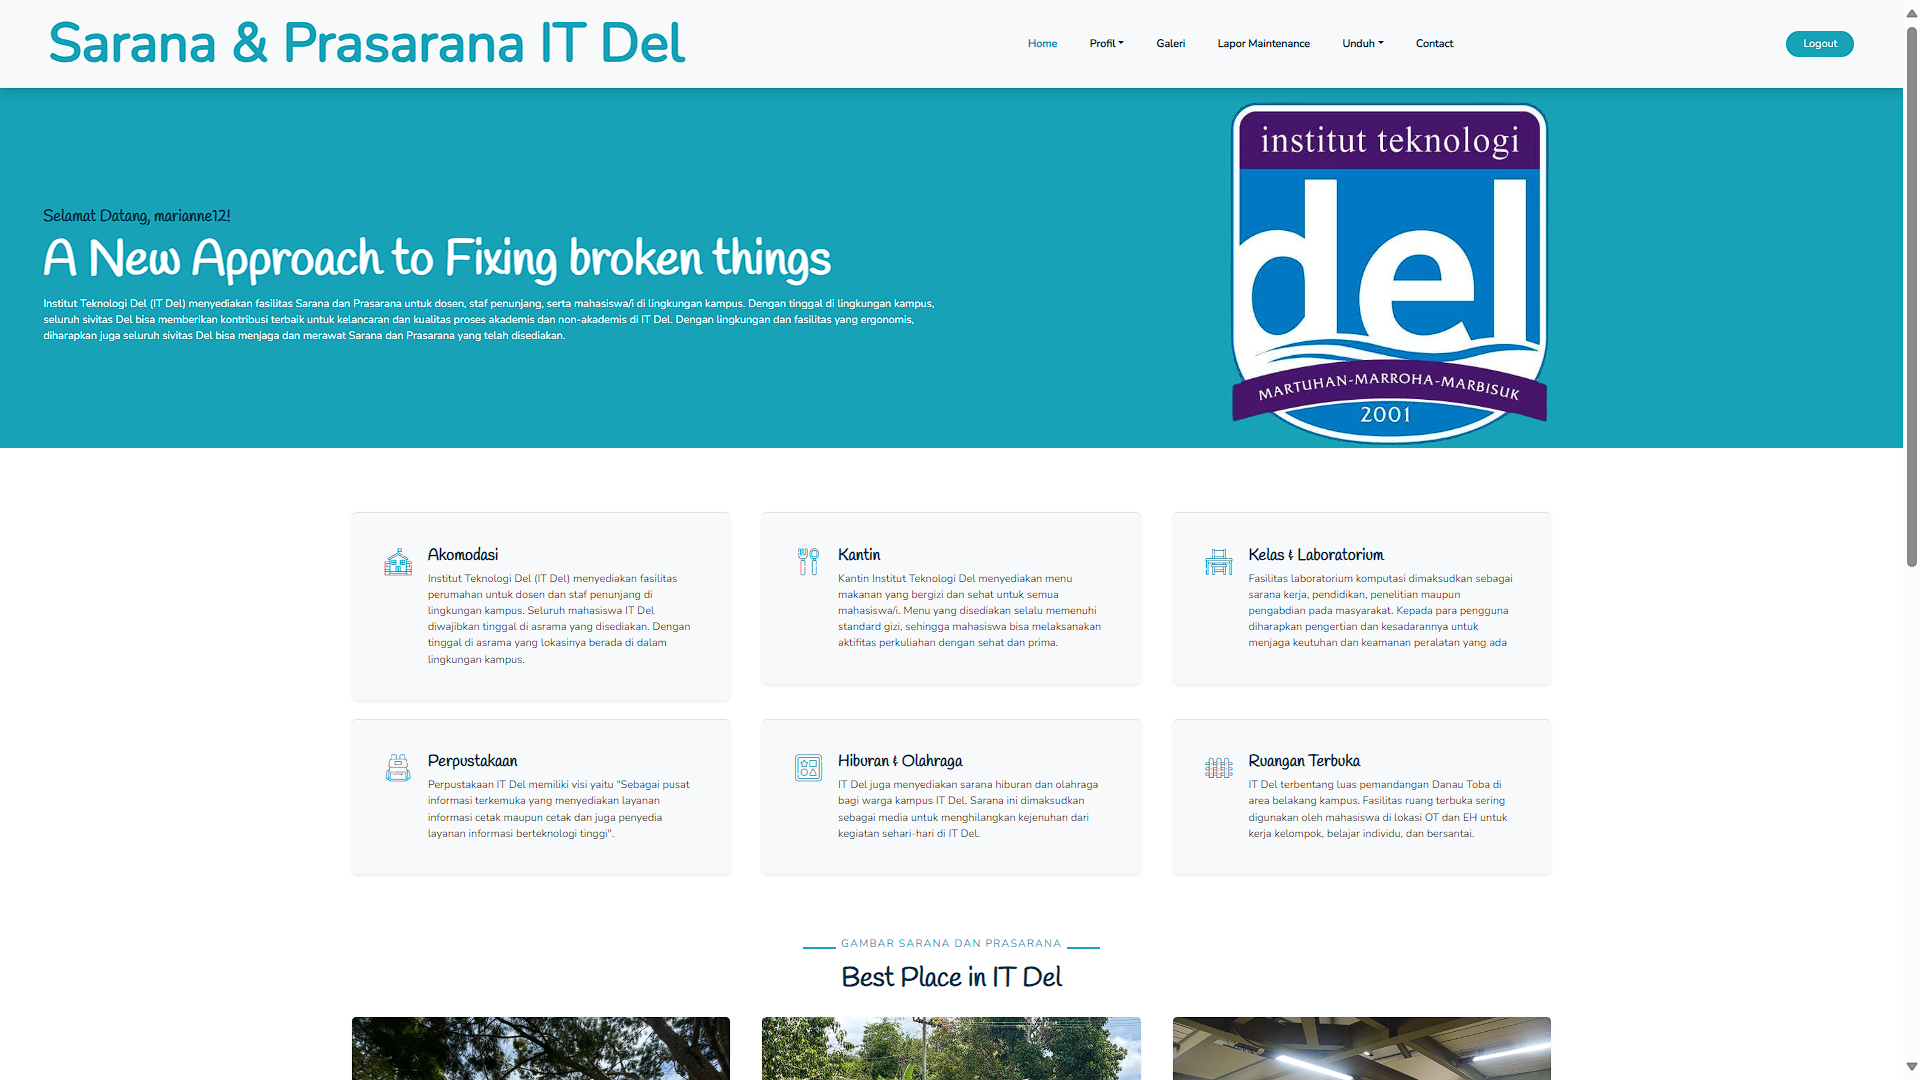 Sarana & Prasarana IT Del
Home
Profil
Galeri
Lapor Maintenance
Unduh
Contact
Logout
Selamat Datang, marianne12!
A New Approach to Fixing broken things
Institut Teknologi Del (IT Del) menyediakan fasilitas Sarana dan Prasarana untuk dosen, staf penunjang, serta mahasiswa/i di lingkungan kampus. Dengan tinggal di lingkungan kampus,
seluruh sivitas Del bisa memberikan kontribusi terbaik untuk kelancaran dan kualitas proses akademis dan non-akademis di IT Del. Dengan lingkungan dan fasilitas yang ergonomis,
diharapkan juga seluruh sivitas Del bisa menjaga dan merawat Sarana dan Prasarana yang telah disediakan.
institut teknologi
del
MARTUHAN-MARROHA-MARBISUK
2001
Akomodasi
Institut Teknologi Del (IT Del) menyediakan fasilitas
perumahan untuk dosen dan staf penunjang di
lingkungan kampus. Seluruh mahasiswa IT Del
diwajibkan tinggal di asrama yang disediakan. Dengan
tinggal di asrama yang lokasinya berada di dalam
lingkungan kampus.
Kantin
Kantin Institut Teknologi Del menyediakan menu
makanan yang bergizi dan sehat untuk semua
mahasiswa/i. Menu yang disediakan selalu memenuhi
standard gizi, sehingga mahasiswa bisa melaksanakan
aktifitas perkuliahan dengan sehat dan prima.
Kelas & Laboratorium
Fasilitas laboratorium komputasi dimaksudkan sebagai
sarana kerja, pendidikan, penelitian maupun
pengabdian pada masyarakat. Kepada para pengguna
diharapkan pengertian dan kesadarannya untuk
menjaga keutuhan dan keamanan peralatan yang ada
Perpustakaan
Perpustakaan IT Del memiliki visi yaitu "Sebagai pusat
informasi terkemuka yang menyediakan layanan
informasi cetak maupun cetak dan juga penyedia
layanan informasi berteknologi tinggi".
Hiburan & Olahraga
IT Del juga menyediakan sarana hiburan dan olahraga
bagi warga kampus IT Del. Sarana ini dimaksudkan
sebagai media untuk menghilangkan kejenuhan dari
kegiatan sehari-hari di IT Del.
Ruangan Terbuka
IT Del terbentang luas pemandangan Danau Toba di
area belakang kampus. Fasilitas ruang terbuka sering
digunakan oleh mahasiswa di lokasi OT dan EH untuk
kerja kelompok, belajar individu, dan bersantai.
GAMBAR SARANA DAN PRASARANA
Best Place in IT Del